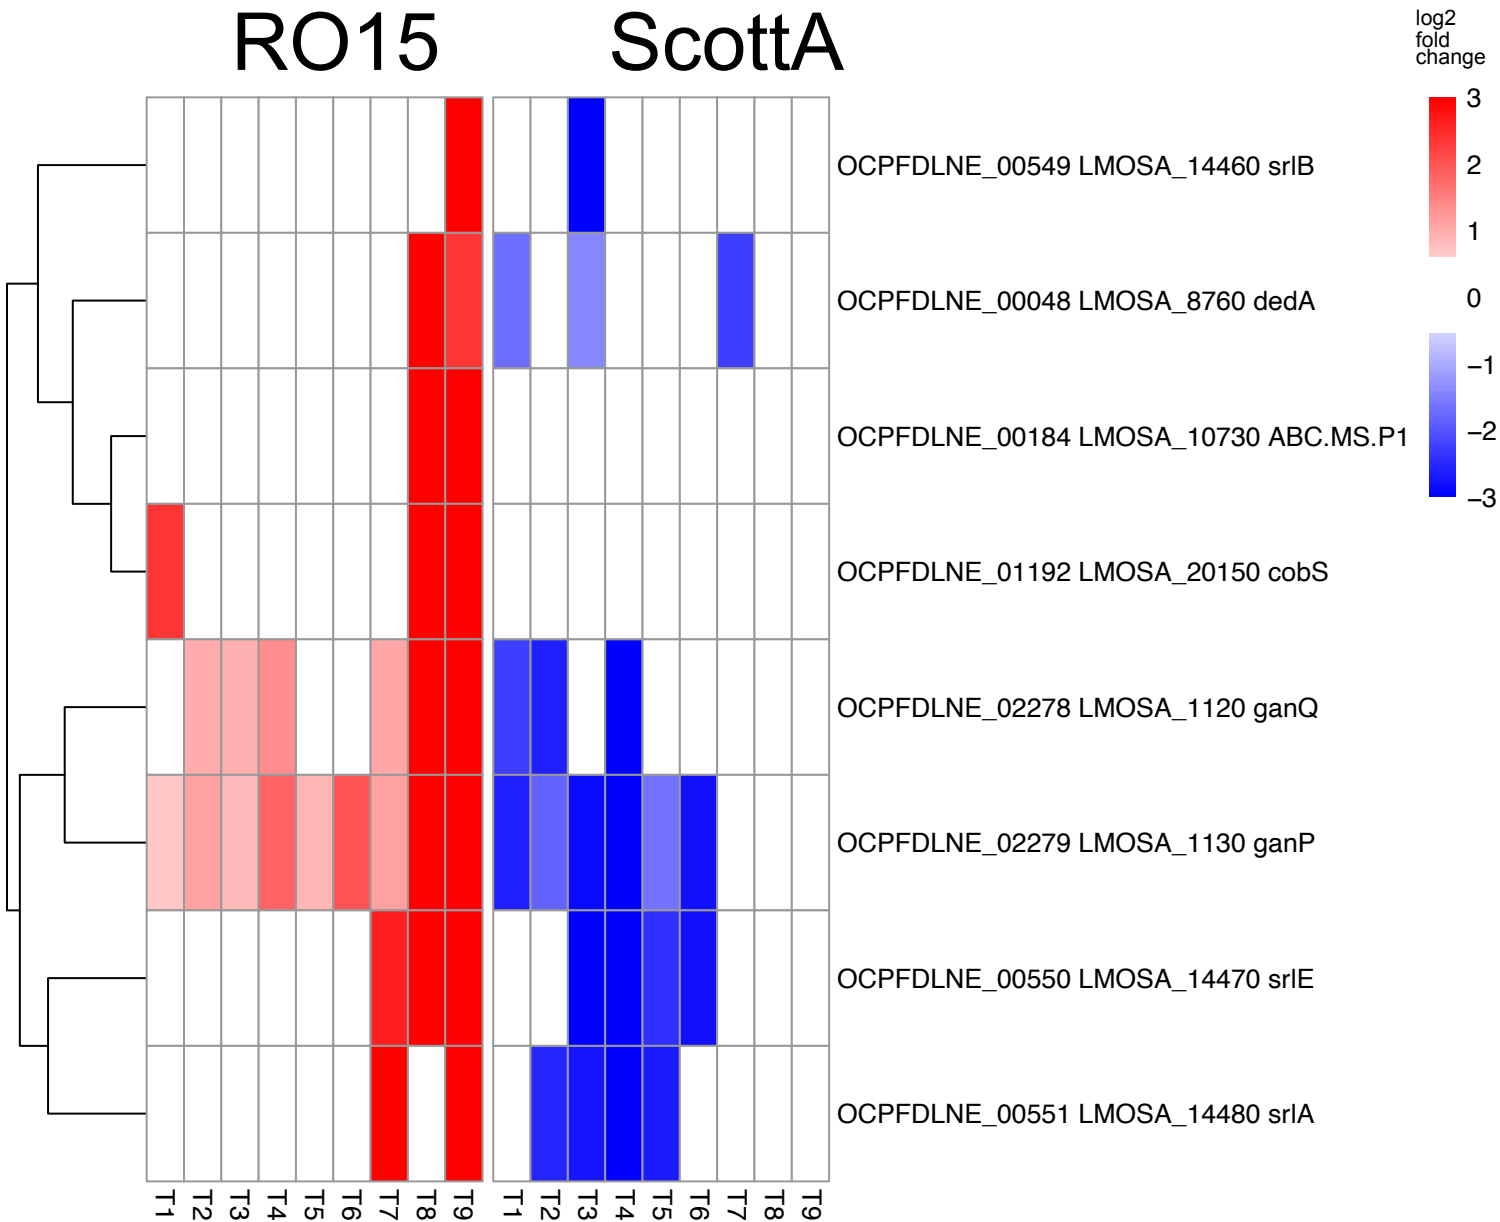 RO15 ScottA
log2
fold
change
3
2
1
0
−1
−2
−3
OCPFDLNE_00549 LMOSA_14460 srlB
OCPFDLNE_00048 LMOSA_8760 dedA
OCPFDLNE_00184 LMOSA_10730 ABC.MS.P1
OCPFDLNE_01192 LMOSA_20150 cobS
OCPFDLNE_02278 LMOSA_1120 ganQ
OCPFDLNE_02279 LMOSA_1130 ganP
OCPFDLNE_00550 LMOSA_14470 srlE
OCPFDLNE_00551 LMOSA_14480 srlA
T1 T2 T3 T4 T5 T6 T7 T8 T9 T1 T2 T3 T4 T5 T6 T7 T8 T9